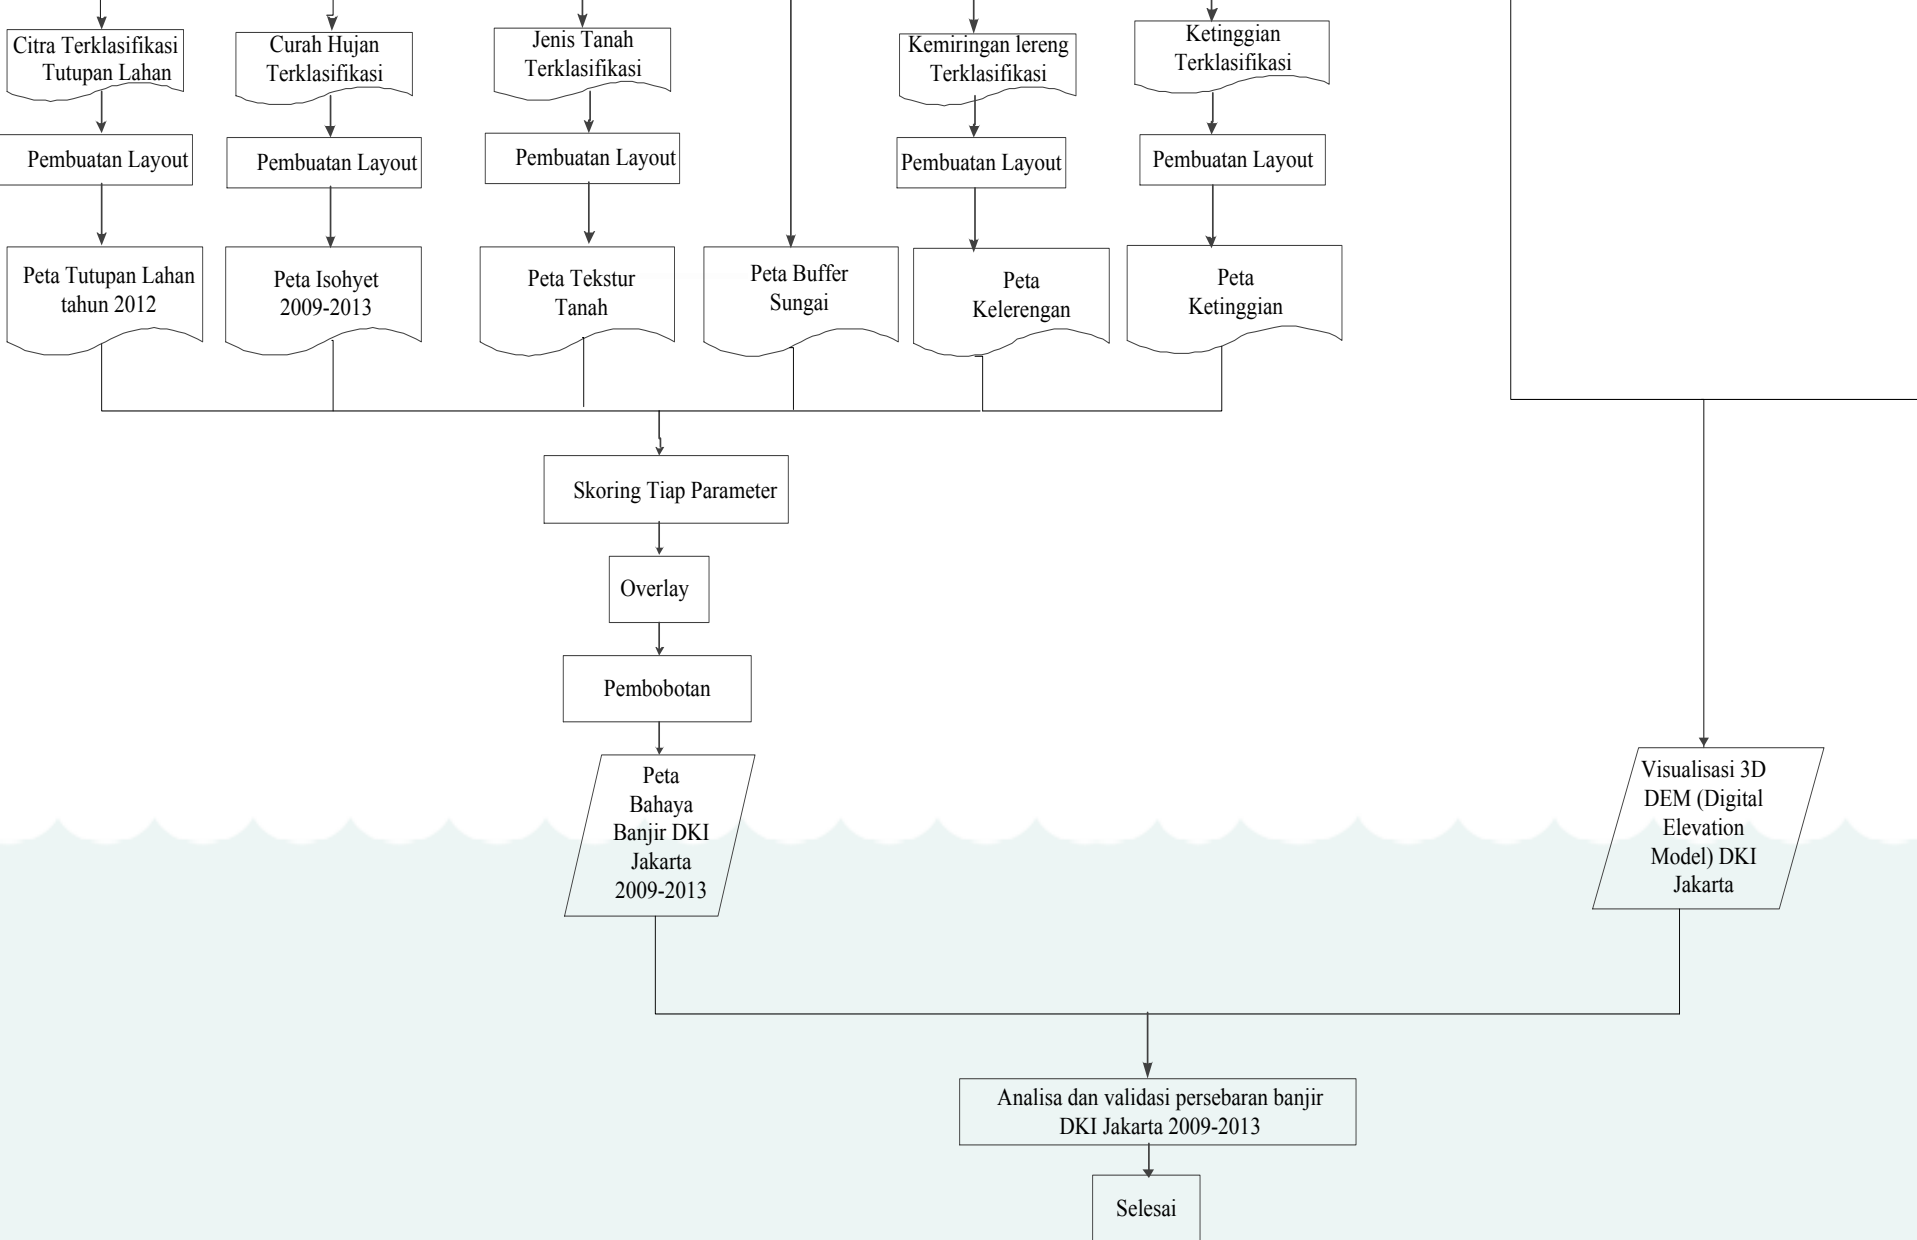 Citra Terklasifikasi
Tutupan Lahan
Curah Hujan
Terklasifikasi
Jenis Tanah
Terklasifikasi
Kemiringan lereng
Terklasifikasi
Ketinggian
Terklasifikasi
Pembuatan Layout
Pembuatan Layout
Pembuatan Layout
Pembuatan Layout
Pembuatan Layout
Peta Tutupan Lahan
tahun 2012
Peta Isohyet
2009-2013
Peta Tekstur
Tanah
Peta Buffer
Sungai
Peta
Kelerengan
Peta
Ketinggian
Skoring Tiap Parameter
Overlay
Pembobotan
Peta
Bahaya
Banjir DKI
Jakarta
2009-2013
Visualisasi 3D
DEM (Digital
Elevation
Model) DKI
Jakarta
Analisa dan validasi persebaran banjir
DKI Jakarta 2009-2013
Selesai